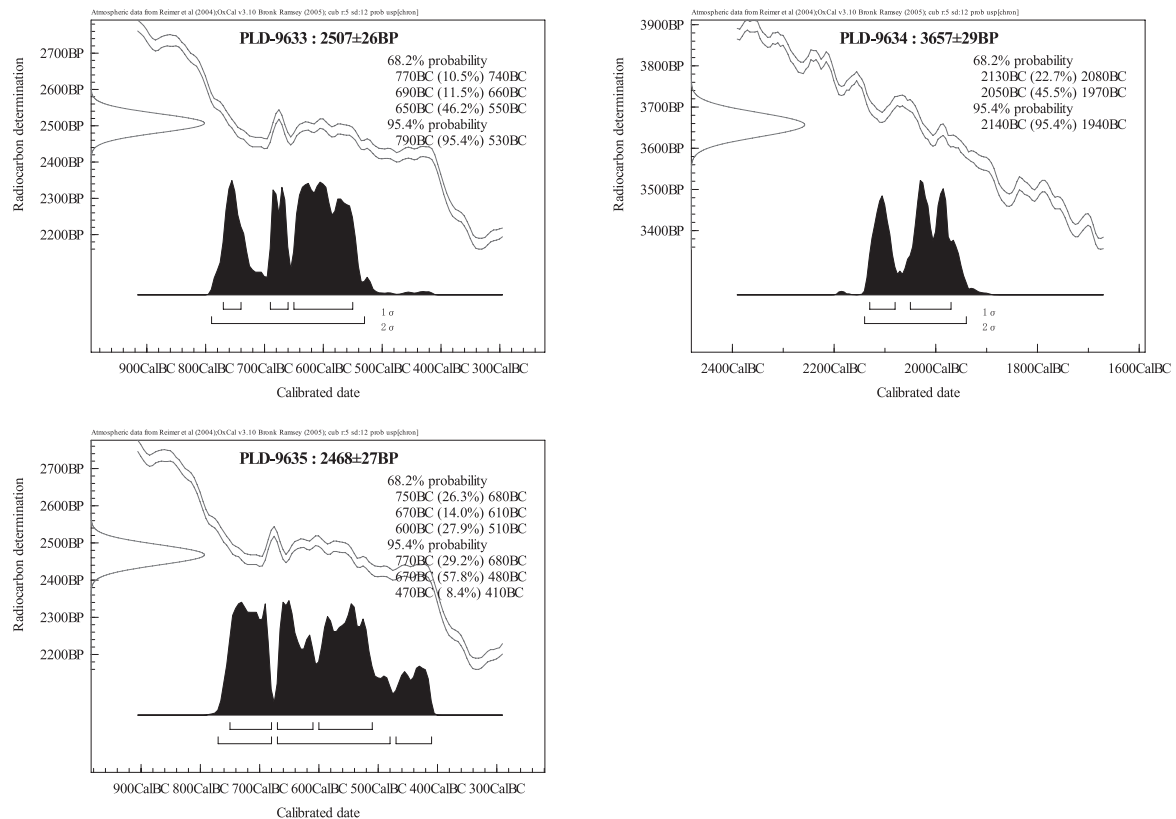 Atmospheric data from Reimer et al (2004);OxCal v3.10 Bronk Ramsey (2005); cub r:5 sd:12 prob usp[chron]
PLD-9633 : 2507±26BP
68.2% probability
770BC (10.5%) 740BC
690BC (11.5%) 660BC
650BC (46.2%) 550BC
95.4% probability
790BC (95.4%) 530BC
Radiocarbon determination
2700BP
2600BP
2500BP
2400BP
2300BP
2200BP
1 σ
2 σ
900CalBC 800CalBC 700CalBC 600CalBC 500CalBC 400CalBC 300CalBC
Calibrated date
Atmospheric data from Reimer et al (2004);OxCal v3.10 Bronk Ramsey (2005); cub r:5 sd:12 prob usp[chron]
PLD-9634 : 3657±29BP
68.2% probability
2130BC (22.7%) 2080BC
2050BC (45.5%) 1970BC
95.4% probability
2140BC (95.4%) 1940BC
Radiocarbon determination
3900BP
3800BP
3700BP
3600BP
3500BP
3400BP
1 σ
2 σ
2400CalBC 2200CalBC 2000CalBC 1800CalBC 1600CalBC
Calibrated date
Atmospheric data from Reimer et al (2004);OxCal v3.10 Bronk Ramsey (2005); cub r:5 sd:12 prob usp[chron]
PLD-9635 : 2468±27BP
68.2% probability
750BC (26.3%) 680BC
670BC (14.0%) 610BC
600BC (27.9%) 510BC
95.4% probability
770BC (29.2%) 680BC
670BC (57.8%) 480BC
470BC ( 8.4%) 410BC
Radiocarbon determination
2700BP
2600BP
2500BP
2400BP
2300BP
2200BP
900CalBC 800CalBC 700CalBC 600CalBC 500CalBC 400CalBC 300CalBC
Calibrated date